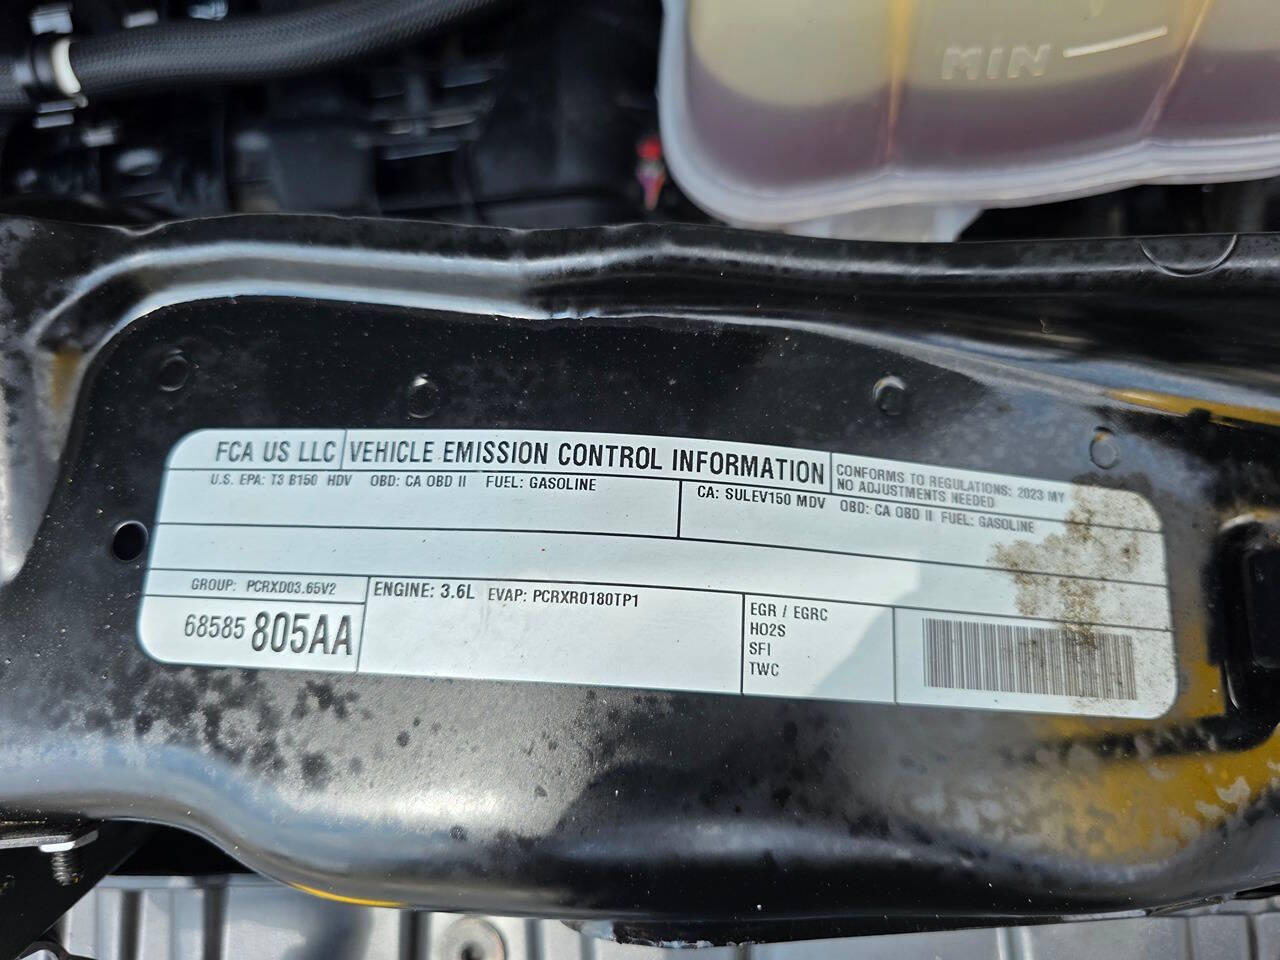 MIN
FCA US LLC VEHICLE EMISSION CONTROL INFORMATION
CONFORMS TO REGULATIONS: 2023 MY
NO ADJUSTMENTS NEEDED
U.S. EPA: T3 B150 HDV OBD: CA OBD II FUEL: GASOLINE
CA: SULEV150 MDV OBD: CA OBD II FUEL: GASOLINE
GROUP: PCRXD03.65V2
68585 805AA
ENGINE: 3.6L EVAP: PCRXR0180TP1
EGR / EGRC
HO2S
SFI
TWC